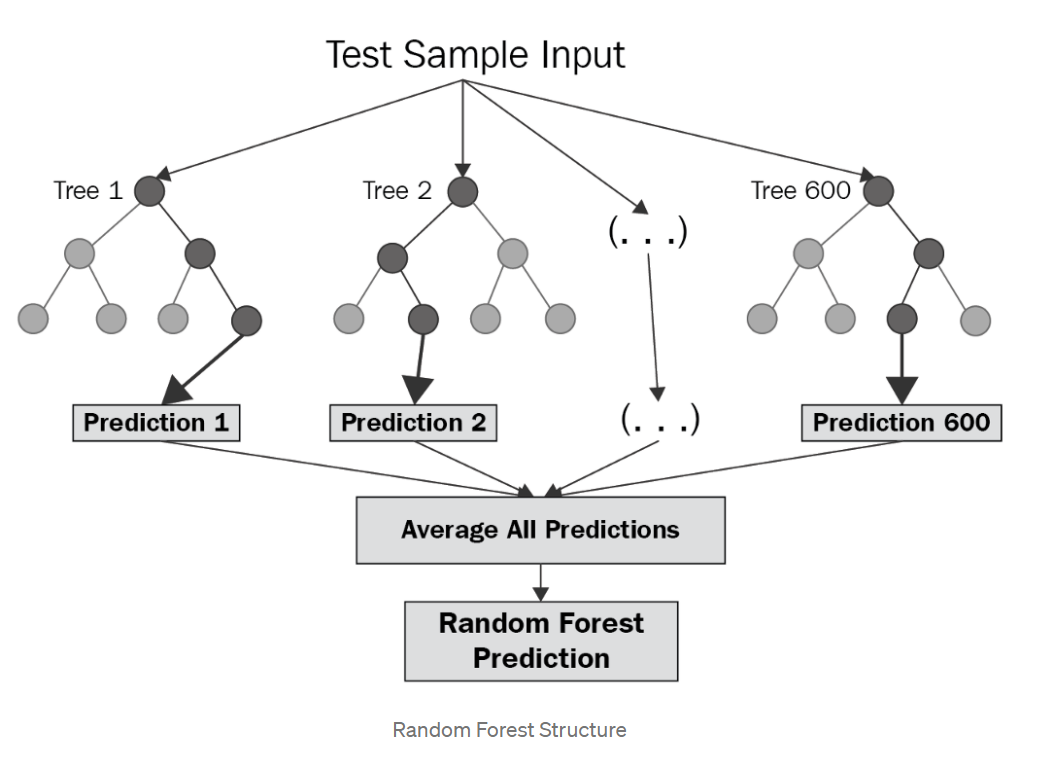 Test Sample Input
Tree 1
Tree 2
Tree 600
(. . .)
Prediction 1
Prediction 2
(. . .)
Prediction 600
Average All Predictions
Random Forest
Prediction
Random Forest Structure